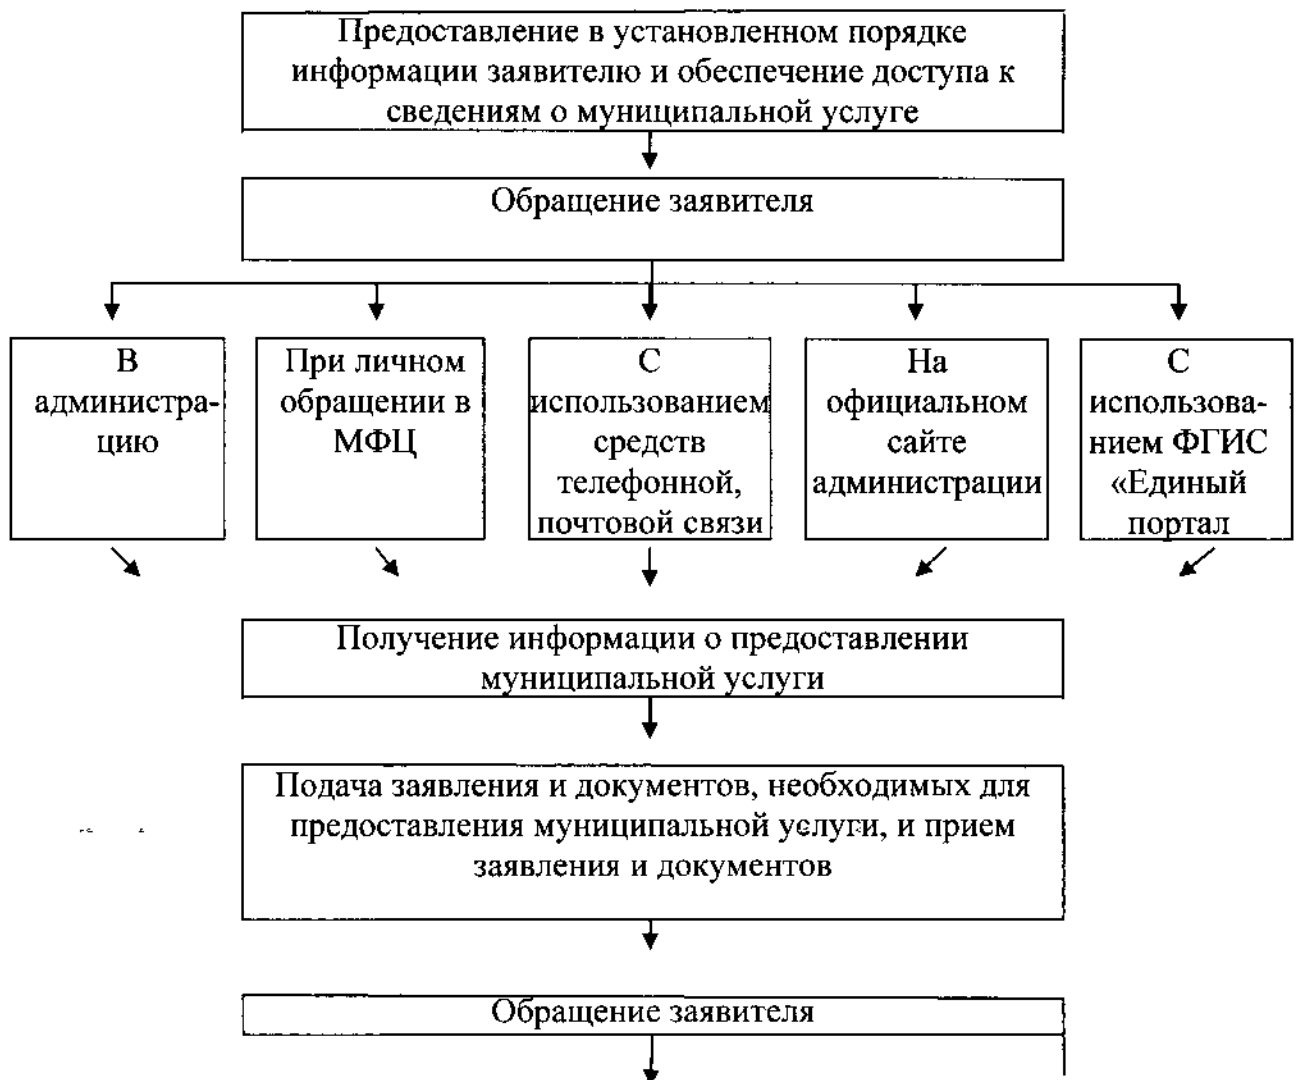 Предоставление в установленном порядке
информации заявителю и обеспечение доступа к
сведениям о муниципальной услуге
Обращение заявителя
В
администра-
цию
При личном
обращении в
МФЦ
С
использованием
средств
телефонной,
почтовой связи
На
официальном
сайте
администрации
С
использова-
нием ФГИС
«Единый
портал
Получение информации о предоставлении
муниципальной услуги
Подача заявления и документов, необходимых для
предоставления муниципальной услуги, и прием
заявления и документов
Обращение заявителя